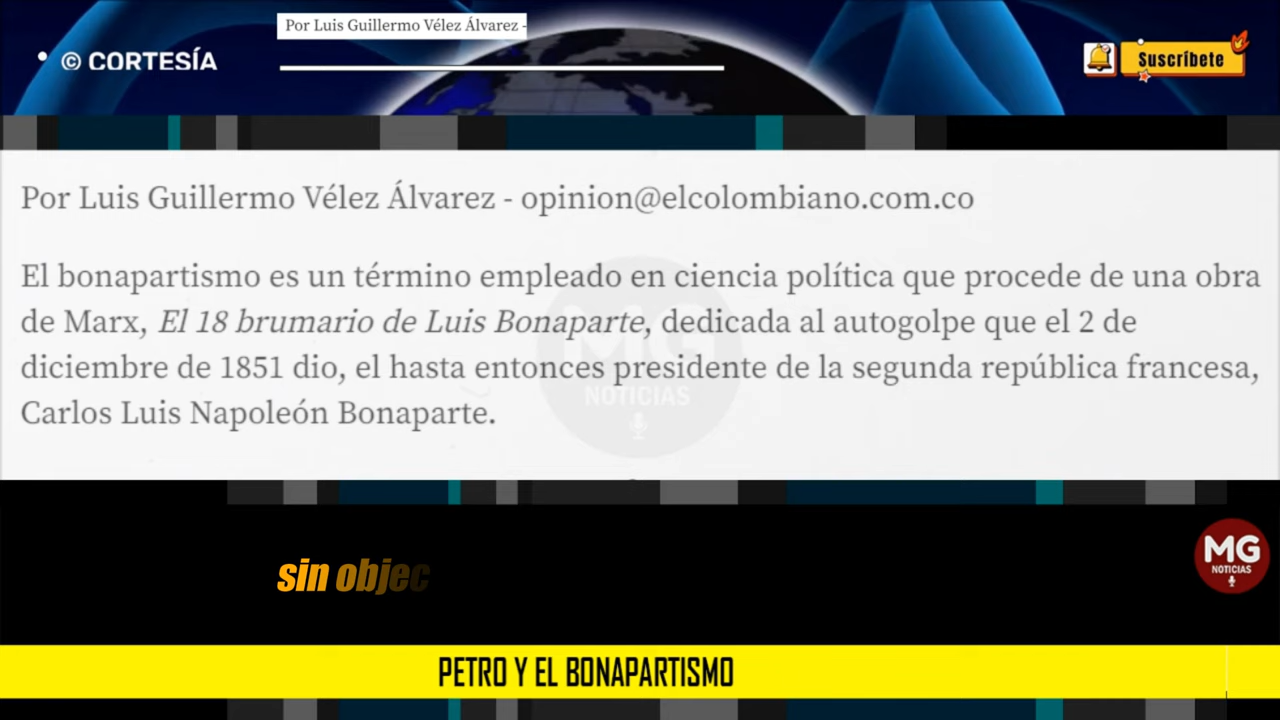 Por Luis Guillermo Vélez Álvarez -
© CORTESÍA
Suscríbete
Por Luis Guillermo Vélez Álvarez - opinion@elcolombiano.com.co
El bonapartismo es un término empleado en ciencia política que procede de una obra
de Marx, El 18 brumario de Luis Bonaparte, dedicada al autogolpe que el 2 de
diciembre de 1851 dio, el hasta entonces presidente de la segunda república francesa,
Carlos Luis Napoleón Bonaparte.
MG
NOTICIAS
sin objec
MG
NOTICIAS
PETRO Y EL BONAPARTISMO